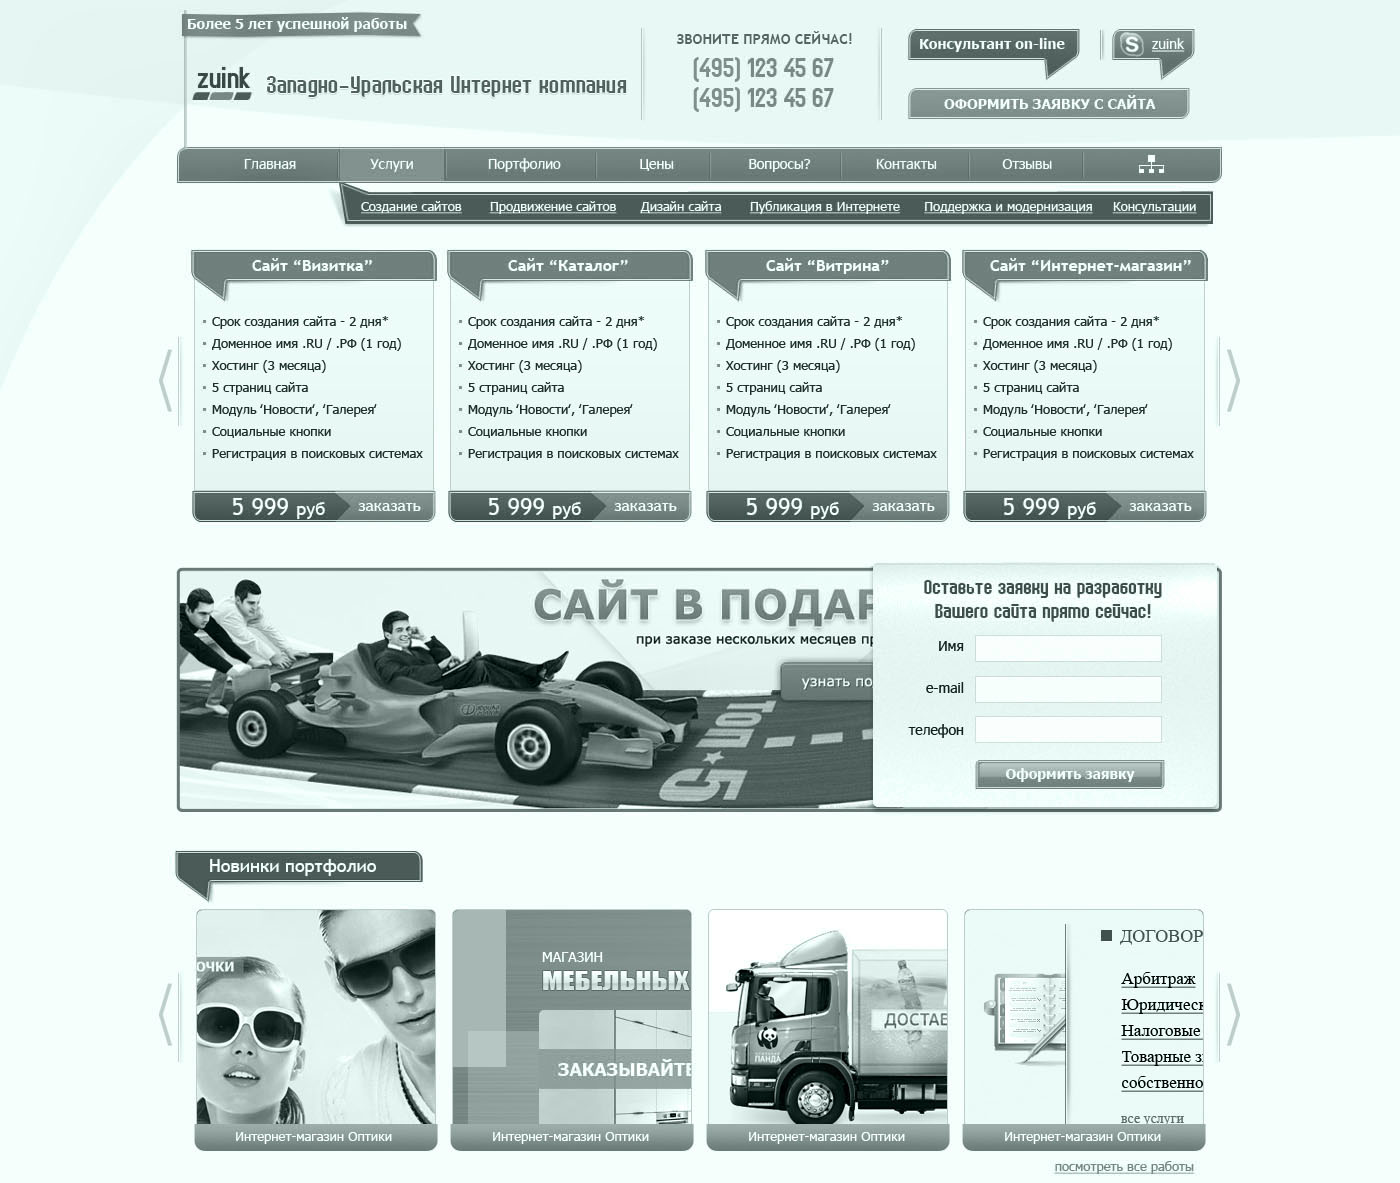 Более 5 лет успешной работы
zuink
Западно-Уральская Интернет компания
ЗВОНИТЕ ПРЯМО СЕЙЧАС!
(495) 123 45 67
(495) 123 45 67
Консультант on-line
zuink
ОФОРМИТЬ ЗАЯВКУ С САЙТА
Главная Услуги Портфолио Цены Вопросы? Контакты Отзывы
Создание сайтов Продвижение сайтов Дизайн сайта Публикация в Интернете Поддержка и модернизация Консультации
Сайт “Визитка”
Срок создания сайта - 2 дня*
Доменное имя .RU / .РФ (1 год)
Хостинг (3 месяца)
5 страниц сайта
Модуль ‘Новости‘, ‘Галерея‘
Социальные кнопки
Регистрация в поисковых системах
5 999 руб заказать
Сайт “Каталог”
Срок создания сайта - 2 дня*
Доменное имя .RU / .РФ (1 год)
Хостинг (3 месяца)
5 страниц сайта
Модуль ‘Новости‘, ‘Галерея‘
Социальные кнопки
Регистрация в поисковых системах
5 999 руб заказать
Сайт “Витрина”
Срок создания сайта - 2 дня*
Доменное имя .RU / .РФ (1 год)
Хостинг (3 месяца)
5 страниц сайта
Модуль ‘Новости‘, ‘Галерея‘
Социальные кнопки
Регистрация в поисковых системах
5 999 руб заказать
Сайт “Интернет-магазин”
Срок создания сайта - 2 дня*
Доменное имя .RU / .РФ (1 год)
Хостинг (3 месяца)
5 страниц сайта
Модуль ‘Новости‘, ‘Галерея‘
Социальные кнопки
Регистрация в поисковых системах
5 999 руб заказать
САЙТ В ПОДАР
при заказе нескольких месяцев пр
узнать по
Топ
5
Оставьте заявку на разработку
Вашего сайта прямо сейчас!
Имя
e-mail
телефон
Оформить заявку
Новинки портфолио
ОЧКИ
Интернет-магазин Оптики
МАГАЗИН
МЕБЕЛЬНЫХ
ЗАКАЗЫВАЙТЕ
Интернет-магазин Оптики
ДОСТАВ
ПАНДА
Интернет-магазин Оптики
ДОГОВОР
Арбитраж
Юридическ
Налоговые
Товарные з
собственно
все услуги
Интернет-магазин Оптики
посмотреть все работы